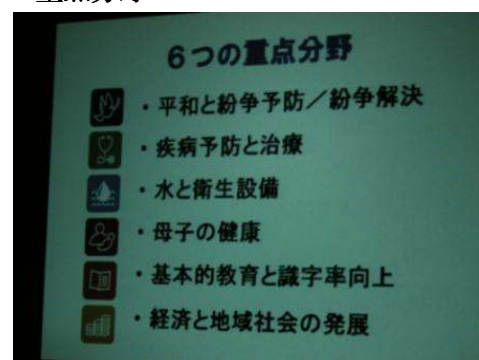 6つの重点分野
・平和と紛争予防／紛争解決
・疾病予防と治療
・水と衛生設備
・母子の健康
・基本的教育と識字率向上
・経済と地域社会の発展